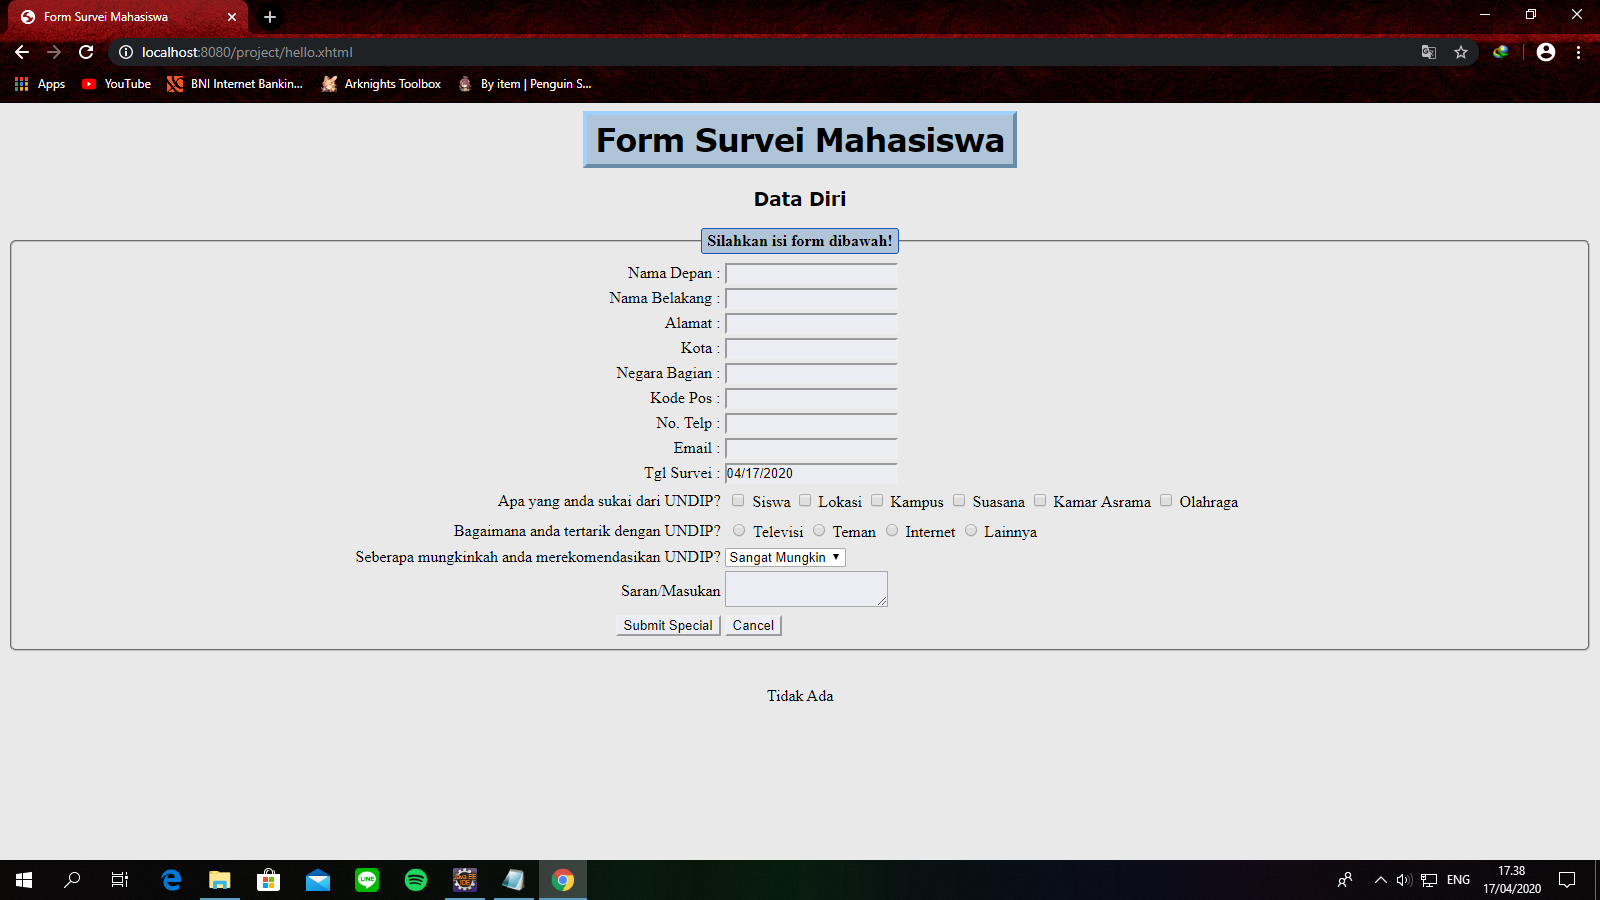 Form Survei Mahasiswa
localhost:8080/project/hello.xhtml
Apps YouTube BNI Internet Bankin... Arknights Toolbox By item | Penguin S...
Form Survei Mahasiswa
Data Diri
Silahkan isi form dibawah!
Nama Depan :
Nama Belakang :
Alamat :
Kota :
Negara Bagian :
Kode Pos :
No. Telp :
Email :
Tgl Survei : 04/17/2020
Apa yang anda sukai dari UNDIP? Siswa Lokasi Kampus Suasana Kamar Asrama Olahraga
Bagaimana anda tertarik dengan UNDIP? Televisi Teman Internet Lainnya
Seberapa mungkinkah anda merekomendasikan UNDIP? Sangat Mungkin
Saran/Masukan
Submit Special Cancel
Tidak Ada
LINE
ENG
17.38
17/04/2020